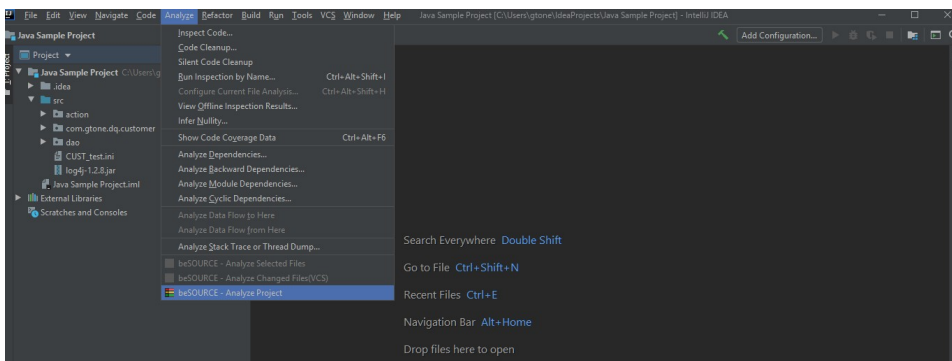 File Edit View Navigate Code Analyze Refactor Build Run Tools VCS Window Help Java Sample Project [C:\Users\gtone\IdeaProjects\Java Sample Project] - IntelliJ IDEA
Java Sample Project
Add Configuration...
1: Project
Project
Java Sample Project C:\Users\g
.idea
src
action
com.gtone.dq.customer
dao
CUST_test.ini
log4j-1.2.8.jar
Java Sample Project.iml
External Libraries
Scratches and Consoles
Inspect Code...
Code Cleanup...
Silent Code Cleanup
Run Inspection by Name... Ctrl+Alt+Shift+I
Configure Current File Analysis... Ctrl+Alt+Shift+H
View Offline Inspection Results...
Infer Nullity...
Show Code Coverage Data Ctrl+Alt+F6
Analyze Dependencies...
Analyze Backward Dependencies...
Analyze Module Dependencies...
Analyze Cyclic Dependencies...
Analyze Data Flow to Here
Analyze Data Flow from Here
Analyze Stack Trace or Thread Dump...
beSOURCE - Analyze Selected Files
beSOURCE - Analyze Changed Files(VCS)
beSOURCE - Analyze Project
Search Everywhere Double Shift
Go to File Ctrl+Shift+N
Recent Files Ctrl+E
Navigation Bar Alt+Home
Drop files here to open